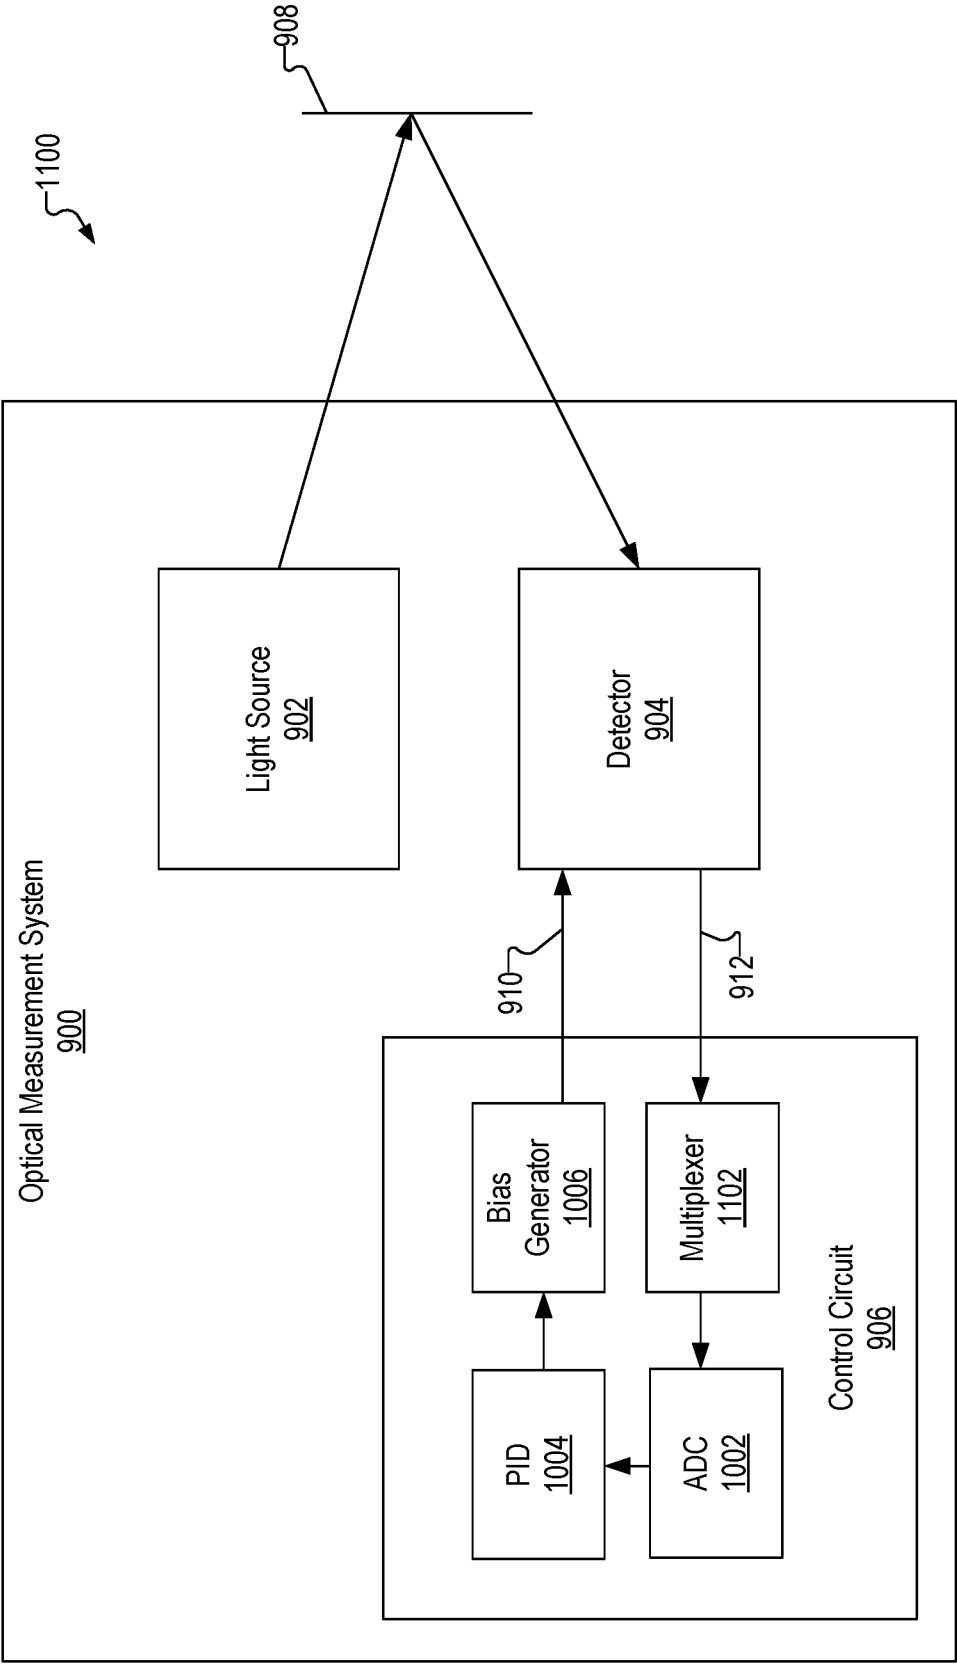 Optical Measurement System
900
1100
Control Circuit
906
PID
1004
Bias
Generator
1006
ADC
1002
Multiplexer
1102
910
912
Light Source
902
Detector
904
908